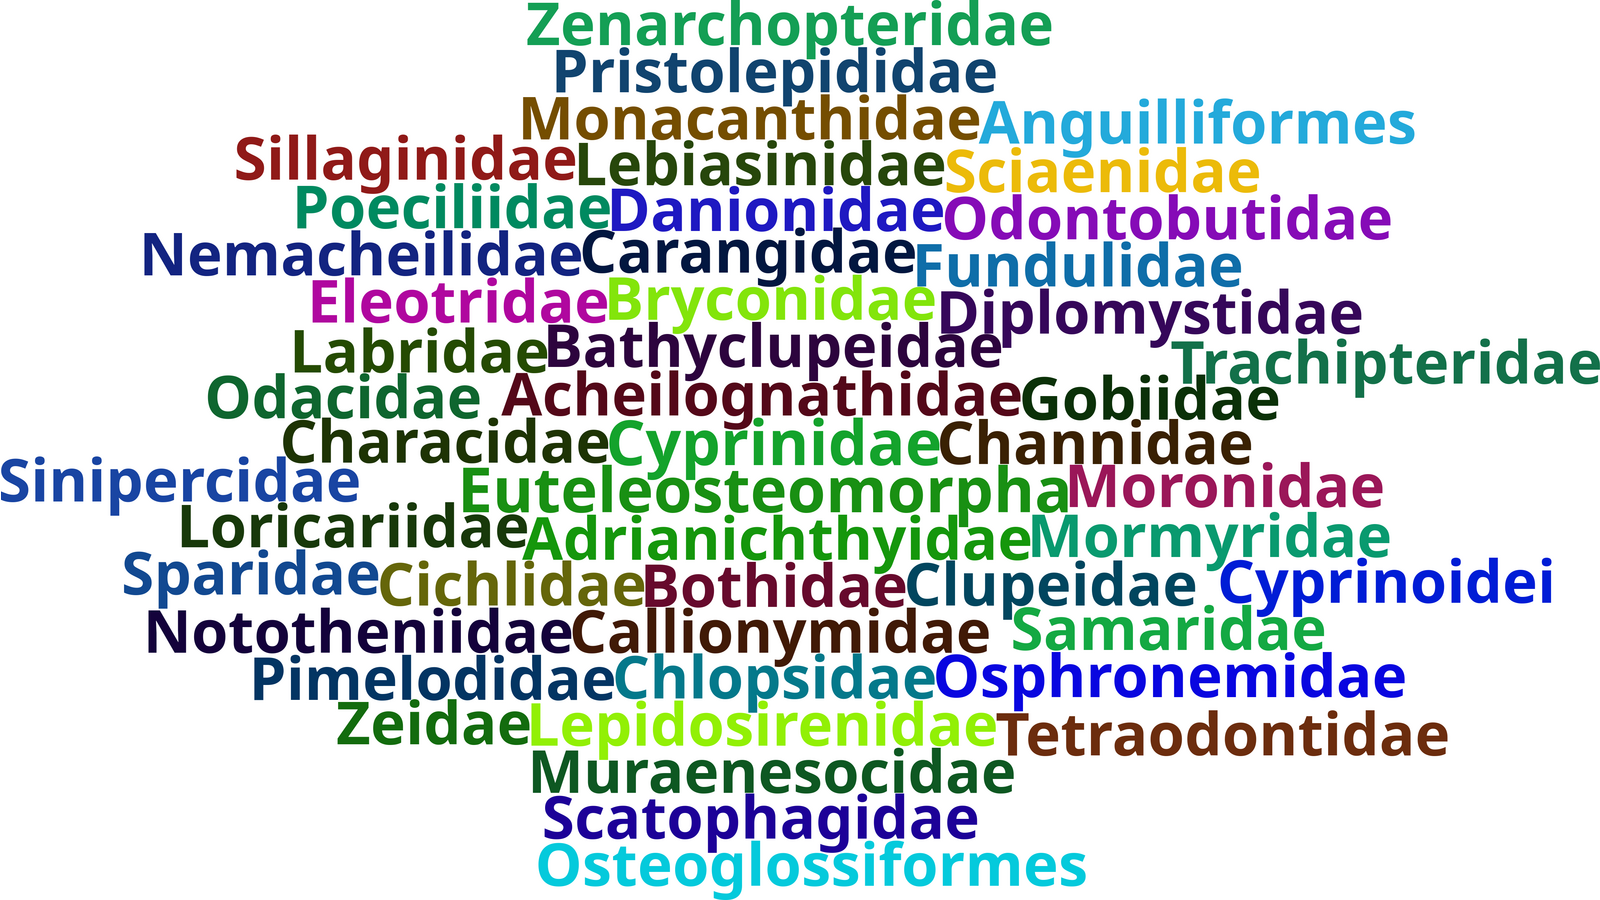 Zenarchopteridae
Pristolepididae
Monacanthidae Anguilliformes
Sillaginidae Lebiasinidae Sciaenidae
Poeciliidae Danionidae Odontobutidae
Nemacheilidae Carangidae Fundulidae
Eleotridae Bryconidae Diplomystidae
Labridae Bathyclupeidae Trachipteridae
Odacidae Acheilognathidae Gobiidae
Characidae Cyprinidae Channidae
Sinipercidae Euteleosteomorpha Moronidae
Loricariidae Adrianichthyidae Mormyridae
Sparidae Cichlidae Bothidae Clupeidae Cyprinoidei
Nototheniidae Callionymidae Samaridae
Pimelodidae Chlopsidae Osphronemidae
Zeidae Lepidosirenidae Tetraodontidae
Muraenesocidae
Scatophagidae
Osteoglossiformes